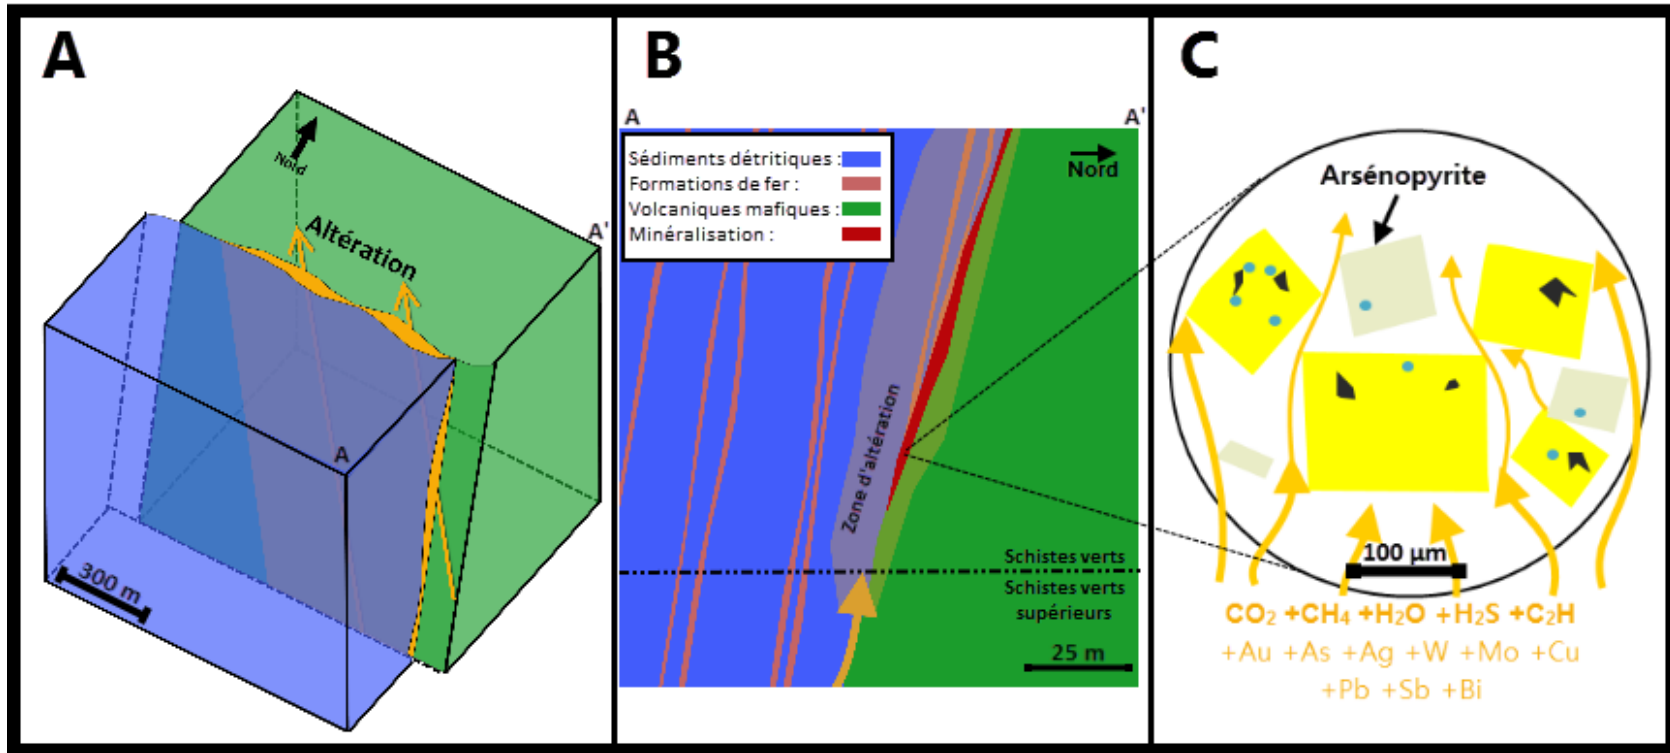 A
Nord
Altération
A'
A
300 m
B
A
A'
Sédiments détritiques :
Formations de fer :
Volcaniques mafiques :
Minéralisation :
Nord
Zone d'altération
Schistes verts
Schistes verts
supérieurs
25 m
C
Arsénopyrite
100 µm
CO₂ +CH₄ +H₂O +H₂S +C₂H
+Au +As +Ag +W +Mo +Cu
+Pb +Sb +Bi